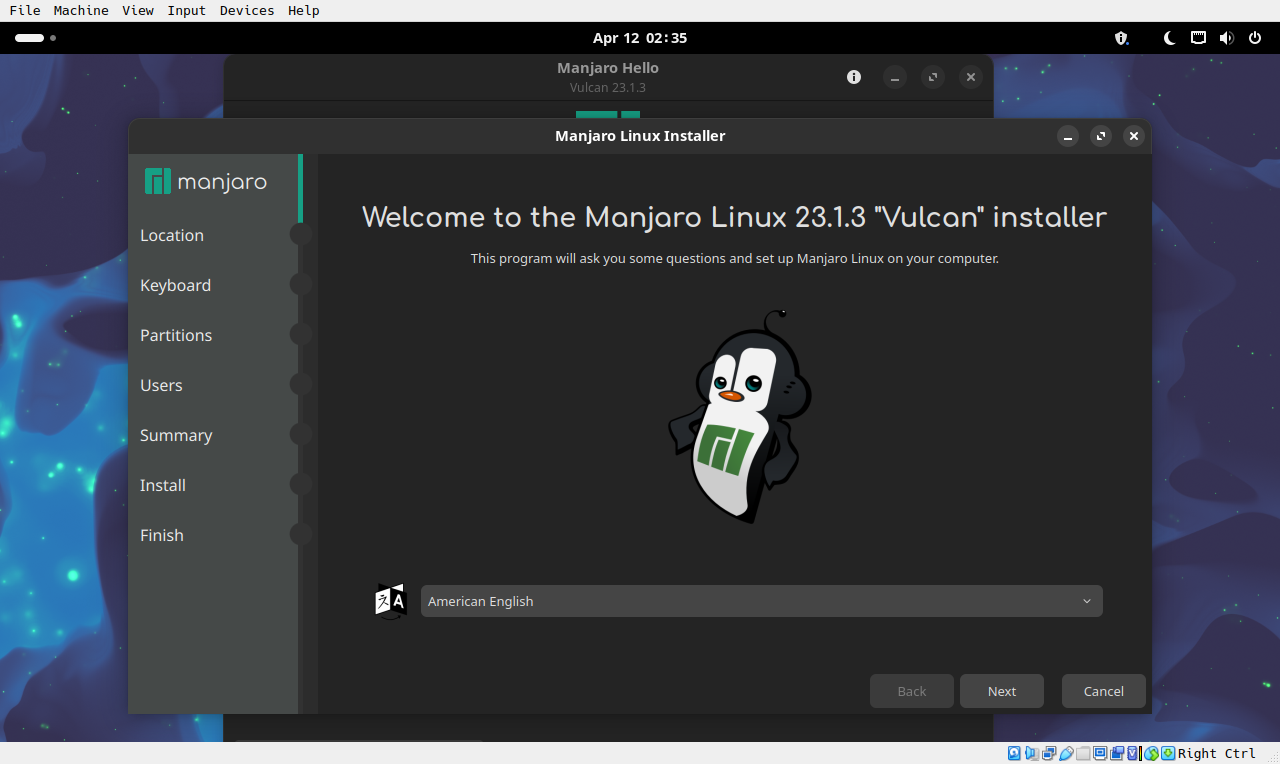 File Machine View Input Devices Help
Apr 12 02:35
Manjaro Hello
Vulcan 23.1.3
Manjaro Linux Installer
manjaro
Location
Keyboard
Partitions
Users
Summary
Install
Finish
Welcome to the Manjaro Linux 23.1.3 "Vulcan" installer
This program will ask you some questions and set up Manjaro Linux on your computer.
American English
Back Next Cancel
Right Ctrl